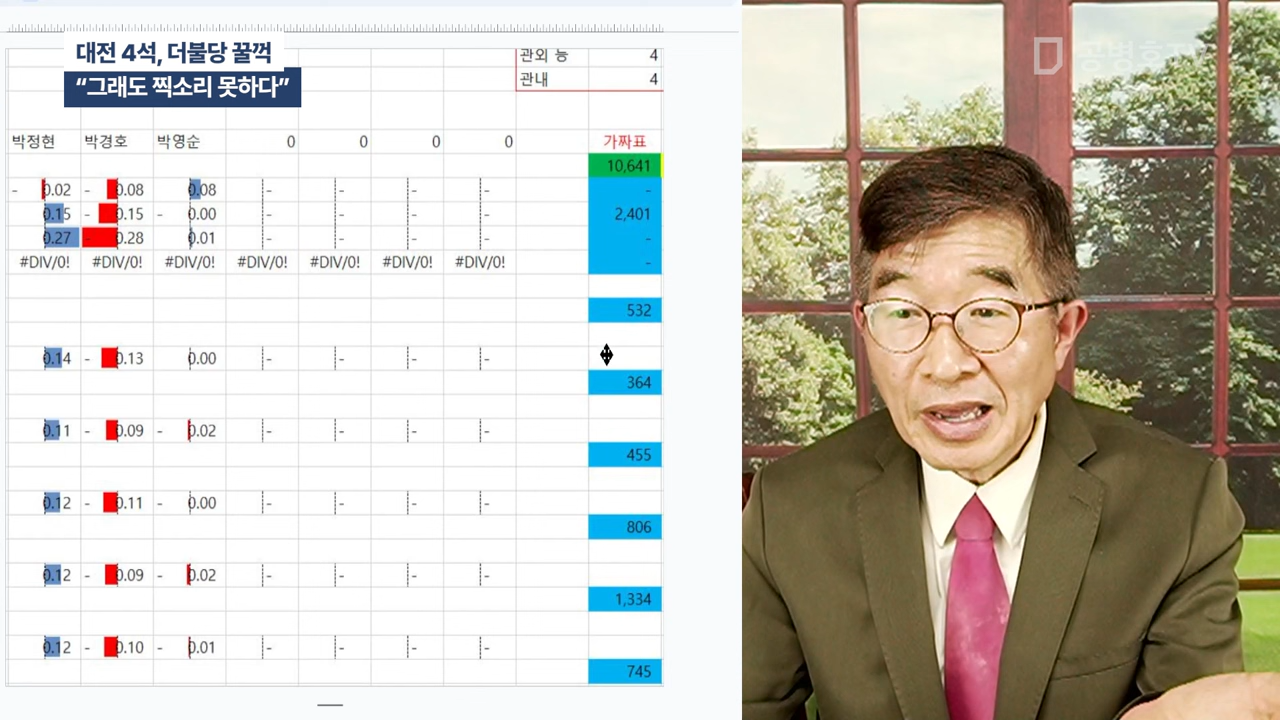 대전 4석, 더불당 꿀꺽
“그래도 찍소리 못하다”
공병호
관외 능 4
관내 4
박정현 박경호 박영순 0 0 0 0 가짜표
10,641
- 0.02 - 0.08 0.08 - - - - -
0.15 - 0.15 - 0.00 - - - - 2,401
0.27 - 0.28 0.01 - - - - -
#DIV/0! #DIV/0! #DIV/0! #DIV/0! #DIV/0! #DIV/0! #DIV/0! -
532
0.14 - 0.13 0.00 - - - -
364
0.11 - 0.09 - 0.02 - - - -
455
0.12 - 0.11 - 0.00 - - - -
806
0.12 - 0.09 - 0.02 - - - -
1,334
0.12 - 0.10 - 0.01 - - - -
745